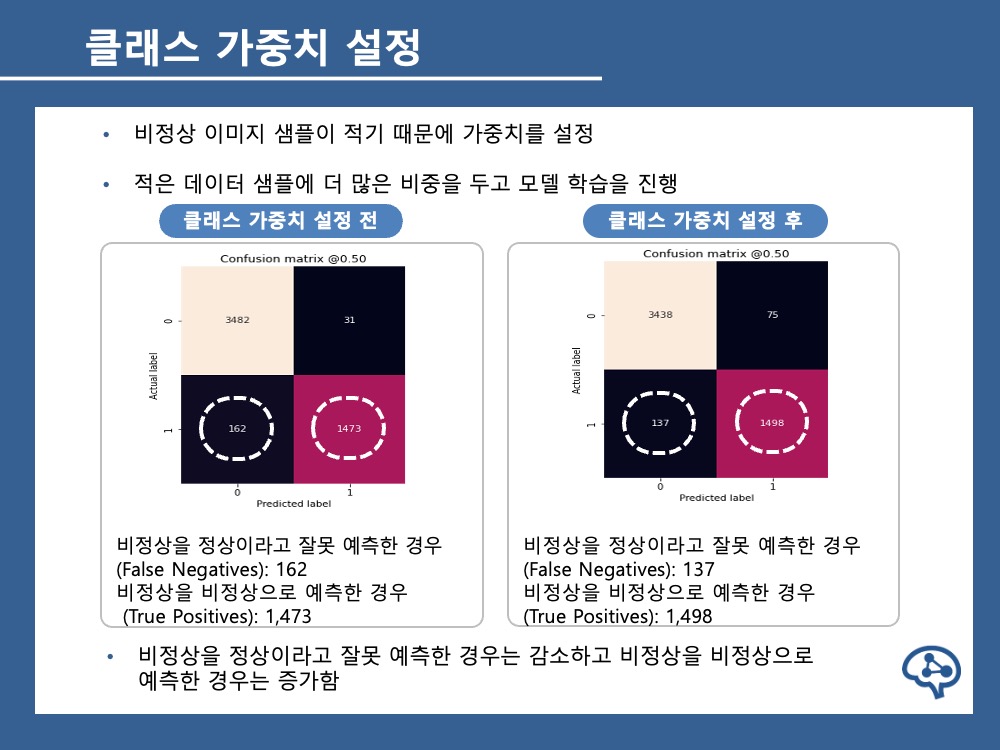 클래스 가중치 설정
• 비정상 이미지 샘플이 적기 때문에 가중치를 설정
• 적은 데이터 샘플에 더 많은 비중을 두고 모델 학습을 진행
클래스 가중치 설정 전
Confusion matrix @0.50
0
3482
31
Actual label
1
162
1473
0
1
Predicted label
비정상을 정상이라고 잘못 예측한 경우
(False Negatives): 162
비정상을 비정상으로 예측한 경우
(True Positives): 1,473
클래스 가중치 설정 후
Confusion matrix @0.50
0
3438
75
Actual label
1
137
1498
0
1
Predicted label
비정상을 정상이라고 잘못 예측한 경우
(False Negatives): 137
비정상을 비정상으로 예측한 경우
(True Positives): 1,498
• 비정상을 정상이라고 잘못 예측한 경우는 감소하고 비정상을 비정상으로
예측한 경우는 증가함